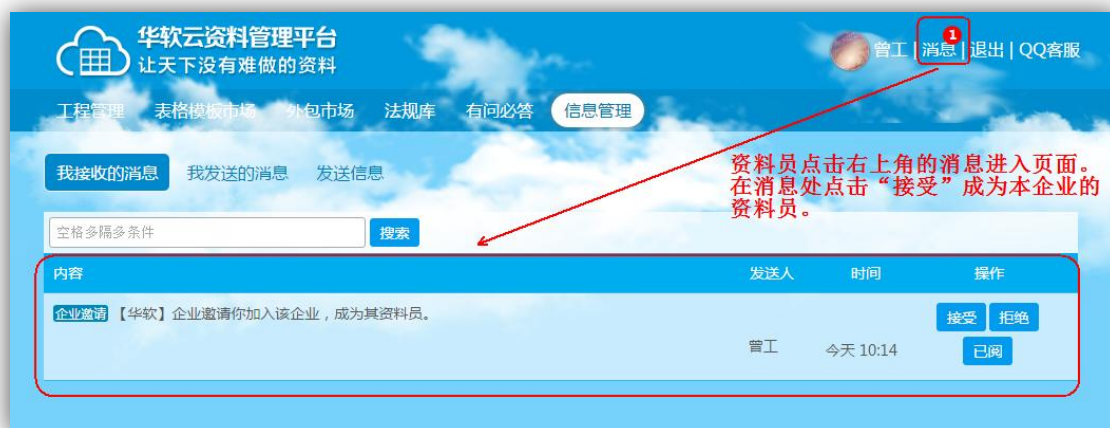 华软云资料管理平台
让天下没有难做的资料
1
曾工 | 消息 | 退出 | QQ客服
工程管理 表格模板市场 外包市场 法规库 有问必答 信息管理
我接收的消息 我发送的消息 发送信息
资料员点击右上角的消息进入页面。
在消息处点击“接受”成为本企业的
资料员。
空格多隔多条件 搜索
内容 发送人 时间 操作
企业邀请 【华软】企业邀请你加入该企业，成为其资料员。 接受 拒绝
曾工 今天 10:14 已阅